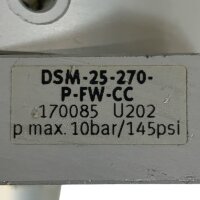 DSM-25-270-
P-FW-CC
170085 U202
p max. 10bar/145psi